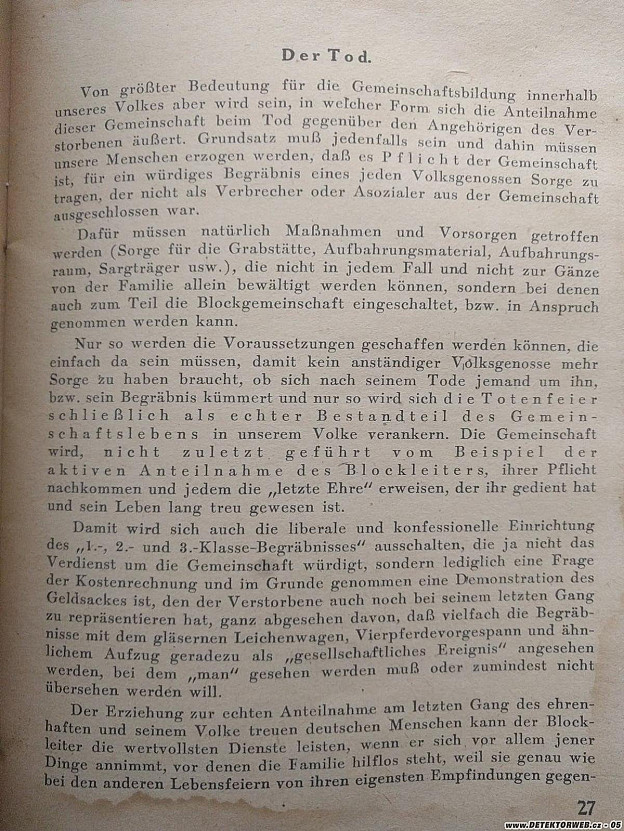 Der Tod.
Von größter Bedeutung für die Gemeinschaftsbildung innerhalb
unseres Volkes aber wird sein, in welcher Form sich die Anteilnahme
dieser Gemeinschaft beim Tod gegenüber den Angehörigen des Ver-
storbenen äußert. Grundsatz muß jedenfalls sein und dahin müssen
unsere Menschen erzogen werden, daß es Pflicht der Gemeinschaft
ist, für ein würdiges Begräbnis eines jeden Volksgenossen Sorge zu
tragen, der nicht als Verbrecher oder Asozialer aus der Gemeinschaft
ausgeschlossen war.
Dafür müssen natürlich Maßnahmen und Vorsorgen getroffen
werden (Sorge für die Grabstätte, Aufbahrungsmaterial, Aufbahrungs-
raum, Sargträger usw.), die nicht in jedem Fall und nicht zur Gänze
von der Familie allein bewältigt werden können, sondern bei denen
auch zum Teil die Blockgemeinschaft eingeschaltet, bzw. in Anspruch
genommen werden kann.
Nur so werden die Voraussetzungen geschaffen werden können, die
einfach da sein müssen, damit kein anständiger Volksgenosse mehr
Sorge zu haben braucht, ob sich nach seinem Tode jemand um ihn,
bzw. sein Begräbnis kümmert und nur so wird sich die Totenfeier
schließlich als echter Bestandteil des Gemein-
schaftslebens in unserem Volke verankern. Die Gemeinschaft
wird, nicht zuletzt geführt vom Beispiel der
aktiven Anteilnahme des Blockleiters, ihrer Pflicht
nachkommen und jedem die „letzte Ehre" erweisen, der ihr gedient hat
und sein Leben lang treu gewesen ist.
Damit wird sich auch die liberale und konfessionelle Einrichtung
des „1.-, 2.- und 3.-Klasse-Begräbnisses" ausschalten, die ja nicht das
Verdienst um die Gemeinschaft würdigt, sondern lediglich eine Frage
der Kostenrechnung und im Grunde genommen eine Demonstration des
Geldsackes ist, den der Verstorbene auch noch bei seinem letzten Gang
zu repräsentieren hat, ganz abgesehen davon, daß vielfach die Begräb-
nisse mit dem gläsernen Leichenwagen, Vierpferdevorgespann und ähn-
lichem Aufzug geradezu als „gesellschaftliches Ereignis" angesehen
werden, bei dem „man" gesehen werden muß oder zumindest nicht
übersehen werden will.
Der Erziehung zur echten Anteilnahme am letzten Gang des ehren-
haften und seinem Volke treuen deutschen Menschen kann der Block-
leiter die wertvollsten Dienste leisten, wenn er sich vor allem jener
Dinge annimmt, vor denen die Familie hilflos steht, weil sie genau wie
bei den anderen Lebensfeiern von ihren eigensten Empfindungen gegen-
27
www.DETEKTORWEB.cz - 05